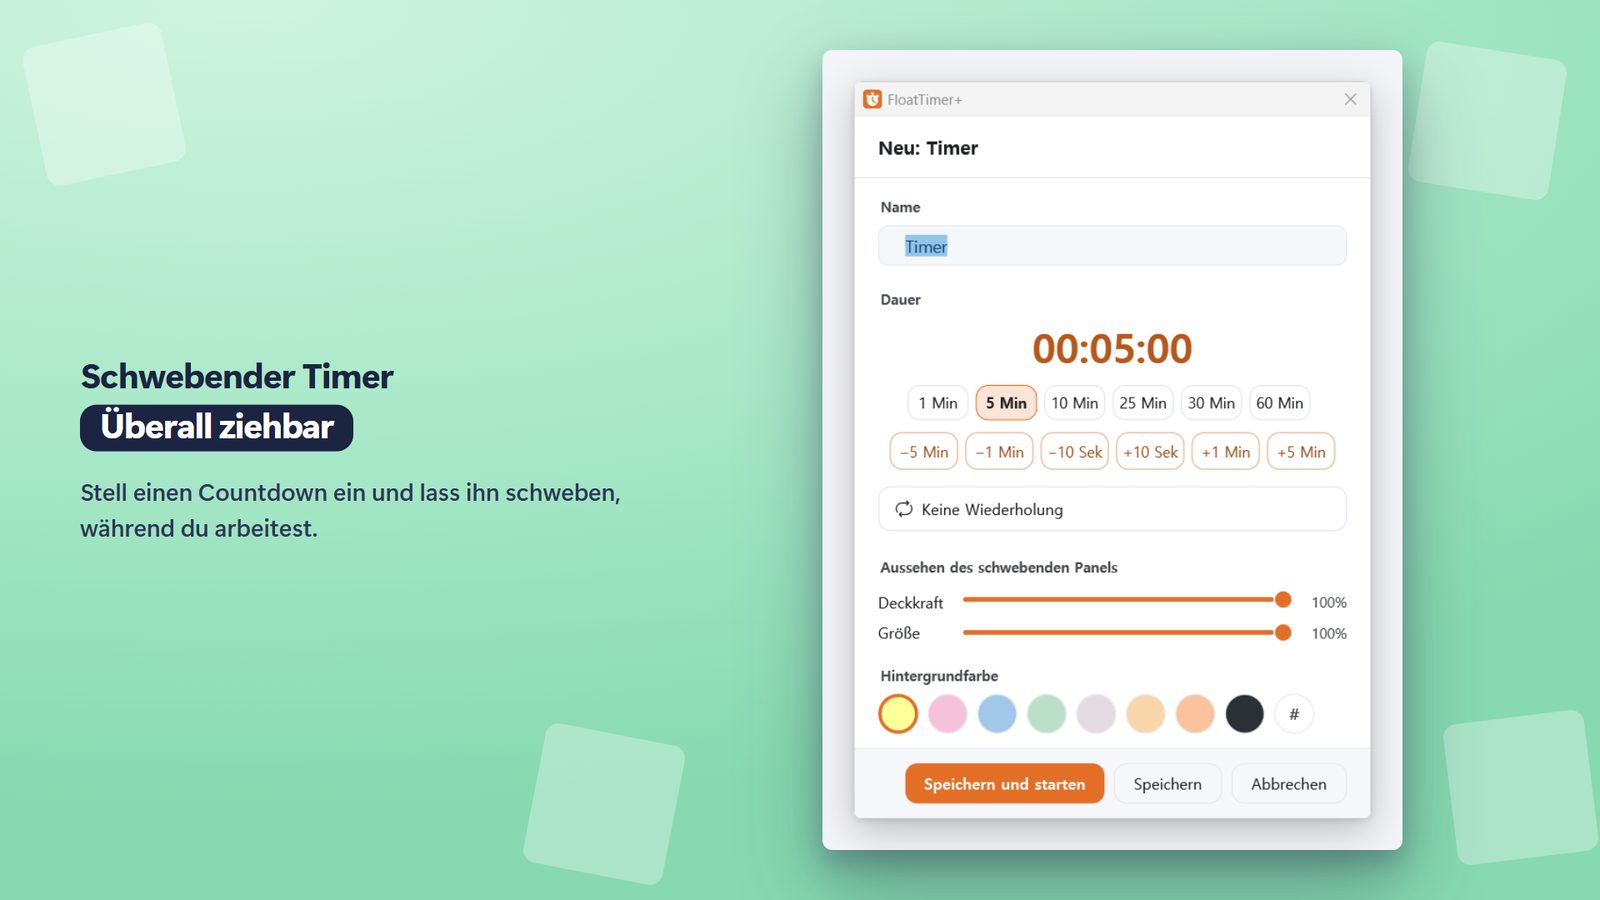 Schwebender Timer
Überall ziehbar
Stell einen Countdown ein und lass ihn schweben,
während du arbeitest.
FloatTimer+
Neu: Timer
Name
Timer
Dauer
00:05:00
1 Min 5 Min 10 Min 25 Min 30 Min 60 Min
−5 Min −1 Min −10 Sek +10 Sek +1 Min +5 Min
Keine Wiederholung
Aussehen des schwebenden Panels
Deckkraft 100%
Größe 100%
Hintergrundfarbe
#
Speichern und starten Speichern Abbrechen